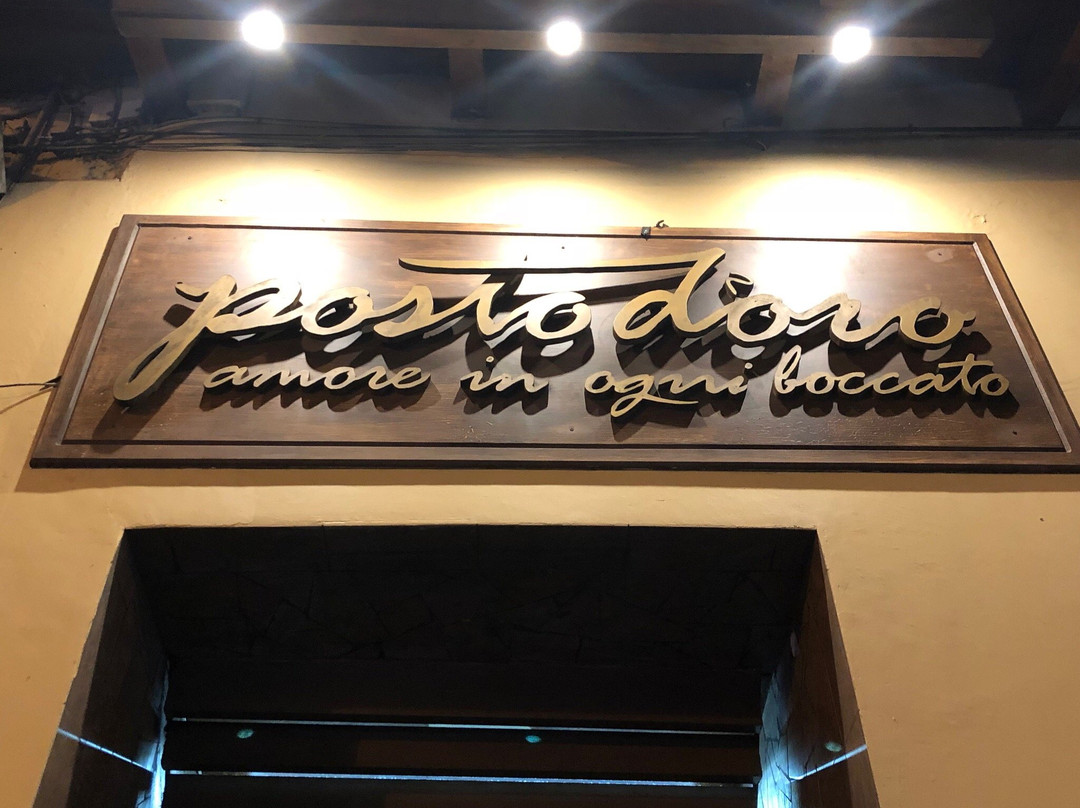 posto d'oro
amore in ogni boccato